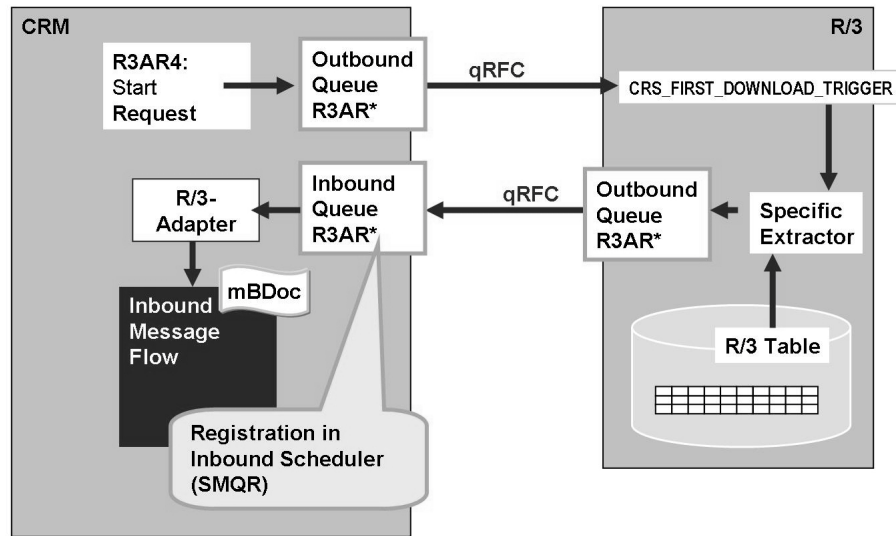 CRM
R/3
R3AR4:
Start
Request
Outbound
Queue
R3AR*
qRFC
CRS_FIRST_DOWNLOAD_TRIGGER
R/3-
Adapter
Inbound
Queue
R3AR*
qRFC
Outbound
Queue
R3AR*
Specific
Extractor
mBDoc
Inbound
Message
Flow
R/3 Table
Registration in
Inbound Scheduler
(SMQR)